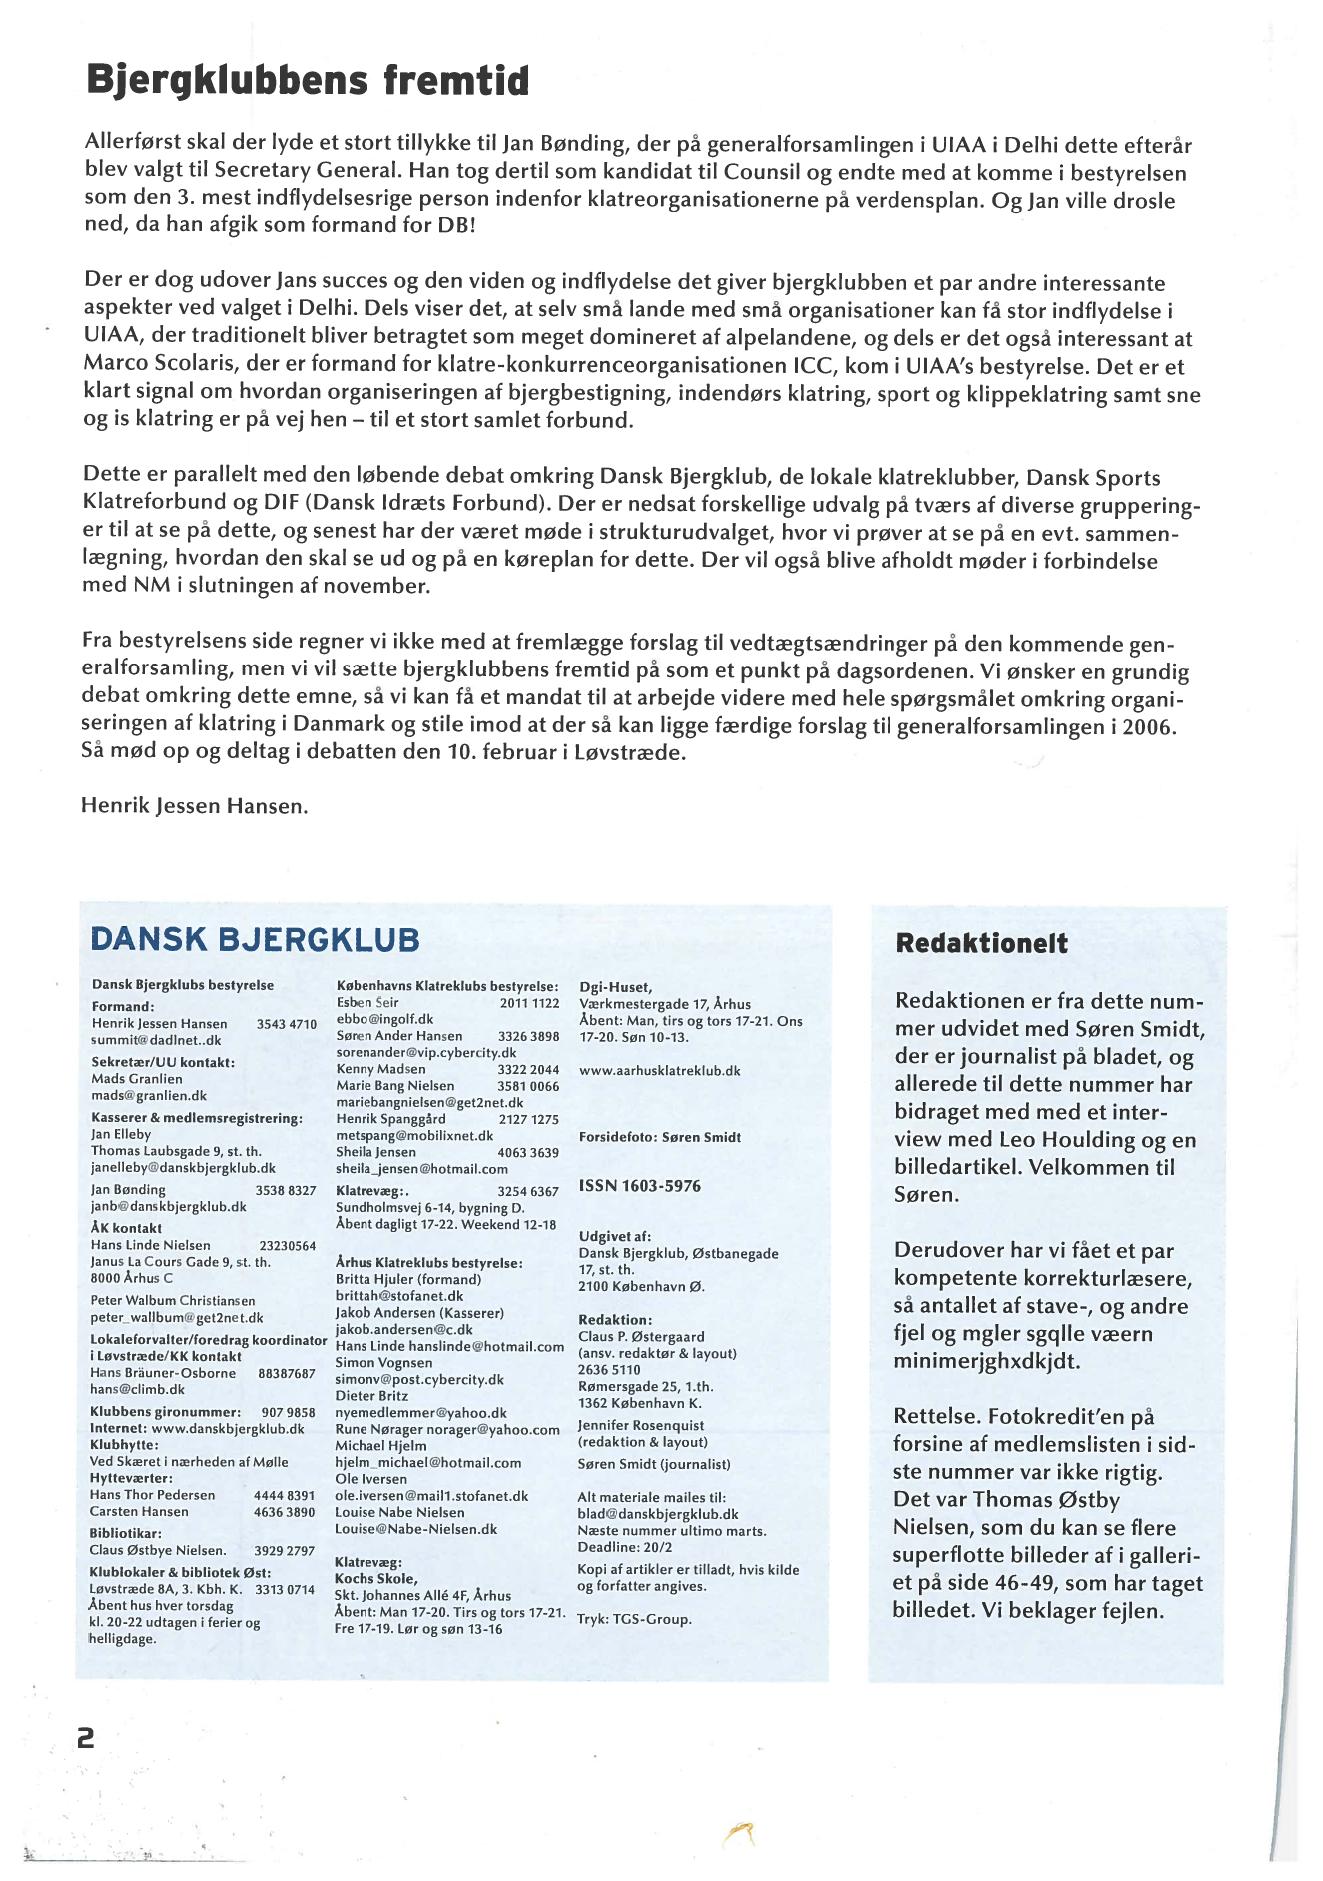 Bjergklubbens fremtid
Allerførst skal der lyde et stort tillykke til Jan Bønding, der på generalforsamlingen i UIAA i Delhi dette efterår
blev valgt til Secretary General. Han tog dertil som kandidat til Counsil og endte med at komme i bestyrelsen
som den 3. mest indflydelsesrige person indenfor klatreorganisationerne på verdensplan. Og Jan ville drosle
ned, da han afgik som formand for DB!
Der er dog udover Jans succes og den viden og indflydelse det giver bjergklubben et par andre interessante
aspekter ved valget i Delhi. Dels viser det, at selv små lande med små organisationer kan få stor indflydelse i
UIAA, der traditionelt bliver betragtet som meget domineret af alpelandene, og dels er det også interessant at
Marco Scolaris, der er formand for klatre-konkurrenceorganisationen ICC, kom i UIAA's bestyrelse. Det er et
klart signal om hvordan organiseringen af bjergbestigning, indendørs klatring, sport og klippeklatring samt sne
og is klatring er på vej hen – til et stort samlet forbund.
Dette er parallelt med den løbende debat omkring Dansk Bjergklub, de lokale klatreklubber, Dansk Sports
Klatreforbund og DIF (Dansk Idræts Forbund). Der er nedsat forskellige udvalg på tværs af diverse gruppering-
er til at se på dette, og senest har der været møde i strukturudvalget, hvor vi prøver at se på en evt. sammen-
lægning, hvordan den skal se ud og på en køreplan for dette. Der vil også blive afholdt møder i forbindelse
med NM i slutningen af november.
Fra bestyrelsens side regner vi ikke med at fremlægge forslag til vedtægtsændringer på den kommende gen-
eralforsamling, men vi vil sætte bjergklubbens fremtid på som et punkt på dagsordenen. Vi ønsker en grundig
debat omkring dette emne, så vi kan få et mandat til at arbejde videre med hele spørgsmålet omkring organi-
seringen af klatring i Danmark og stile imod at der så kan ligge færdige forslag til generalforsamlingen i 2006.
Så mød op og deltag i debatten den 10. februar i Løvstræde.
Henrik Jessen Hansen.
DANSK BJERGKLUB
Dansk Bjergklubs bestyrelse
Formand:
Henrik Jessen Hansen 3543 4710
summit@dadlnet..dk
Sekretær/UU kontakt:
Mads Granlien
mads@granlien.dk
Kasserer & medlemsregistrering:
Jan Elleby
Thomas Laubsgade 9, st. th.
janelleby@danskbjergklub.dk
Jan Bønding 3538 8327
janb@danskbjergklub.dk
ÅK kontakt
Hans Linde Nielsen 23230564
Janus La Cours Gade 9, st. th.
8000 Århus C
Peter Walbum Christiansen
peter_wallbum@get2net.dk
Lokaleforvalter/foredrag koordinator
i Løvstræde/KK kontakt
Hans Bräuner-Osborne 88387687
hans@climb.dk
Klubbens gironummer: 907 9858
Internet: www.danskbjergklub.dk
Klubhytte:
Ved Skæret i nærheden af Mølle
Hytteværter:
Hans Thor Pedersen 4444 8391
Carsten Hansen 4636 3890
Bibliotikar:
Claus Østbye Nielsen. 3929 2797
Klublokaler & bibliotek Øst:
Løvstræde 8A, 3. Kbh. K. 3313 0714
Åbent hus hver torsdag
kl. 20-22 udtagen i ferier og
helligdage.
Københavns Klatreklubs bestyrelse:
Esben Seir 2011 1122
ebbo@ingolf.dk
Søren Ander Hansen 3326 3898
sorenander@vip.cybercity.dk
Kenny Madsen 3322 2044
Marie Bang Nielsen 3581 0066
mariebangnielsen@get2net.dk
Henrik Spanggård 2127 1275
metspang@mobilixnet.dk
Sheila Jensen 4063 3639
sheila_jensen@hotmail.com
Klatrevæg:. 3254 6367
Sundholmsvej 6-14, bygning D.
Åbent dagligt 17-22. Weekend 12-18
Århus Klatreklubs bestyrelse:
Britta Hjuler (formand)
brittah@stofanet.dk
Jakob Andersen (Kasserer)
jakob.andersen@c.dk
Hans Linde hanslinde@hotmail.com
Simon Vognsen
simonv@post.cybercity.dk
Dieter Britz
nyemedlemmer@yahoo.dk
Rune Nørager norager@yahoo.com
Michael Hjelm
hjelm_michael@hotmail.com
Ole Iversen
ole.iversen@mail1.stofanet.dk
Louise Nabe Nielsen
Louise@Nabe-Nielsen.dk
Klatrevæg:
Kochs Skole,
Skt. Johannes Allé 4F, Århus
Åbent: Man 17-20. Tirs og tors 17-21.
Fre 17-19. Lør og søn 13-16
Dgi-Huset,
Værkmestergade 17, Århus
Åbent: Man, tirs og tors 17-21. Ons
17-20. Søn 10-13.
www.aarhusklatreklub.dk
Forsidefoto: Søren Smidt
ISSN 1603-5976
Udgivet af:
Dansk Bjergklub, Østbanegade
17, st. th.
2100 København Ø.
Redaktion:
Claus P. Østergaard
(ansv. redaktør & layout)
2636 5110
Rømersgade 25, 1.th.
1362 København K.
Jennifer Rosenquist
(redaktion & layout)
Søren Smidt (journalist)
Alt materiale mailes til:
blad@danskbjergklub.dk
Næste nummer ultimo marts.
Deadline: 20/2
Kopi af artikler er tilladt, hvis kilde
og forfatter angives.
Tryk: TGS-Group.
Redaktionelt
Redaktionen er fra dette num-
mer udvidet med Søren Smidt,
der er journalist på bladet, og
allerede til dette nummer har
bidraget med med et inter-
view med Leo Houlding og en
billedartikel. Velkommen til
Søren.
Derudover har vi fået et par
kompetente korrekturlæsere,
så antallet af stave-, og andre
fjel og mgler sgqlle væern
minimerjghxdkjdt.
Rettelse. Fotokredit'en på
forsine af medlemslisten i sid-
ste nummer var ikke rigtig.
Det var Thomas Østby
Nielsen, som du kan se flere
superflotte billeder af i galleri-
et på side 46-49, som har taget
billedet. Vi beklager fejlen.
2